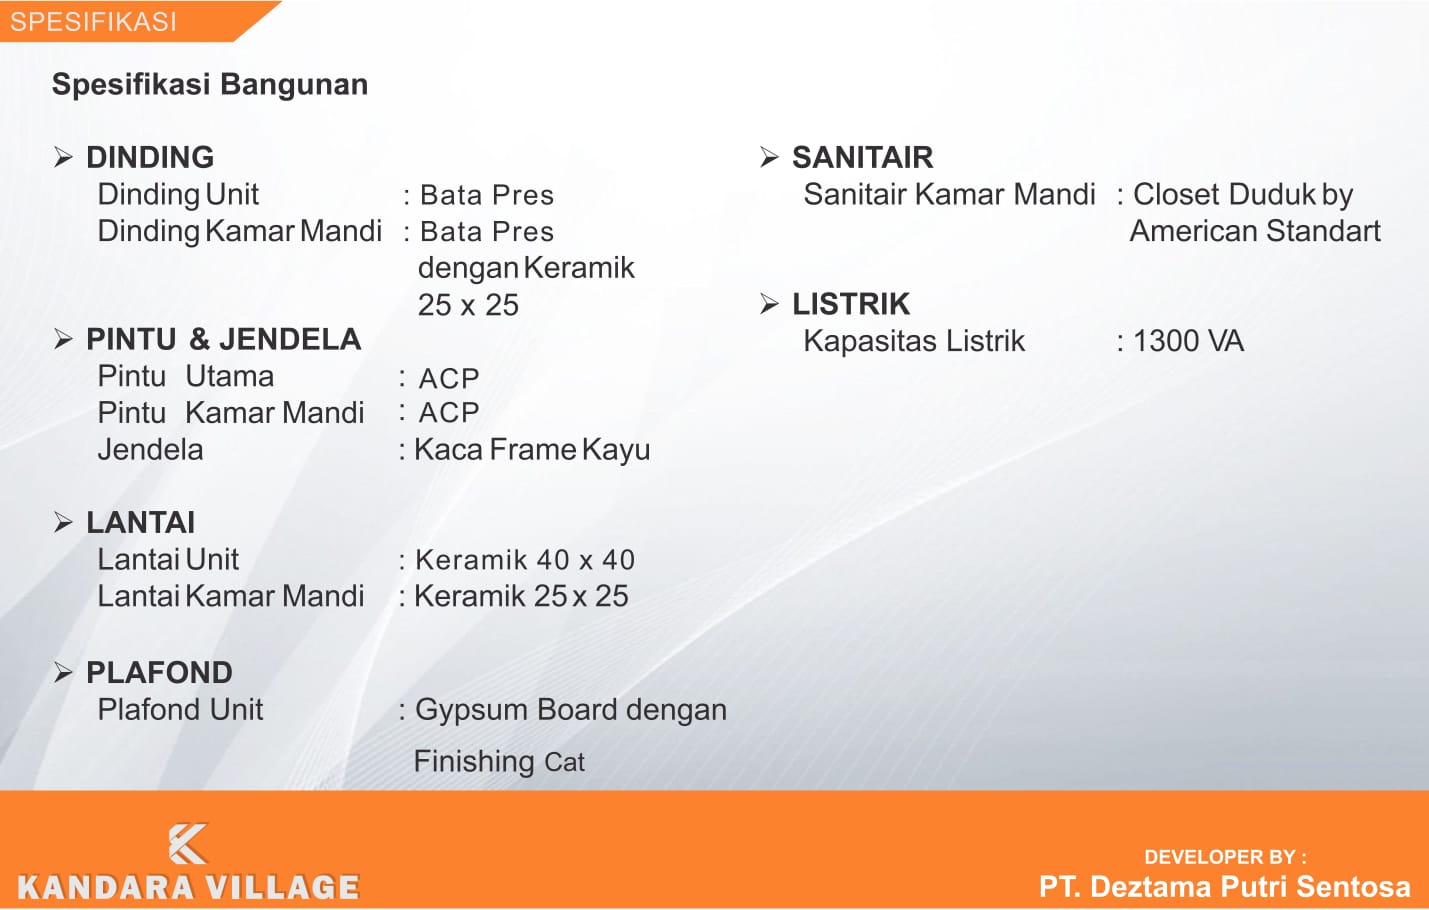 SPESIFIKASI
Spesifikasi Bangunan
➢ DINDING
Dinding Unit : Bata Pres
Dinding Kamar Mandi : Bata Pres
dengan Keramik
25 x 25
➢ PINTU & JENDELA
Pintu Utama : ACP
Pintu Kamar Mandi : ACP
Jendela : Kaca Frame Kayu
➢ LANTAI
Lantai Unit : Keramik 40 x 40
Lantai Kamar Mandi : Keramik 25 x 25
➢ PLAFOND
Plafond Unit : Gypsum Board dengan
Finishing Cat
➢ SANITAIR
Sanitair Kamar Mandi : Closet Duduk by
American Standart
➢ LISTRIK
Kapasitas Listrik : 1300 VA
KANDARA VILLAGE
DEVELOPER BY :
PT. Deztama Putri Sentosa